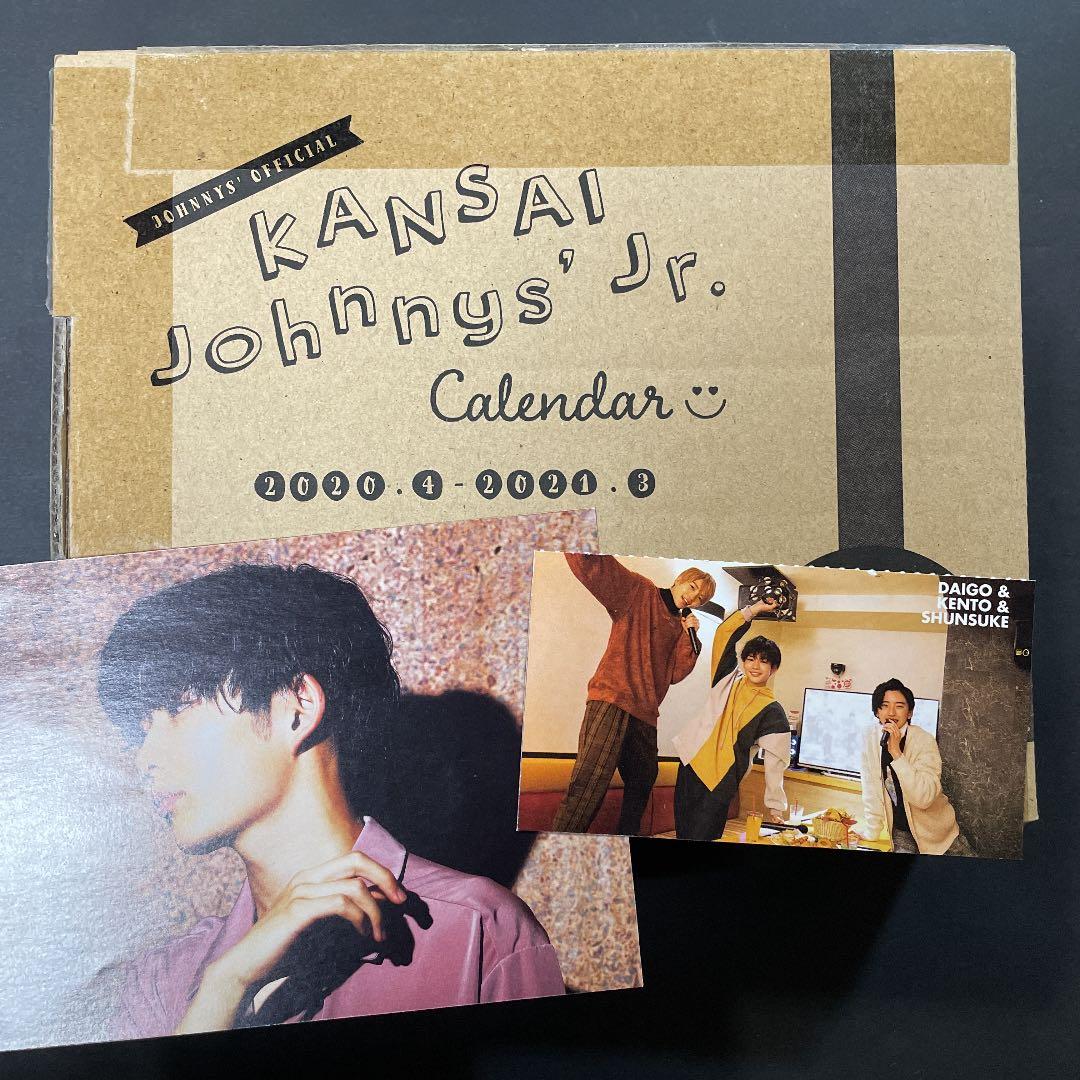 JOHNNYS' OFFICIAL
KANSAI
Johnnys' Jr.
Calendar
2020.4-2021.3
DAIGO &
KENTO &
SHUNSUKE